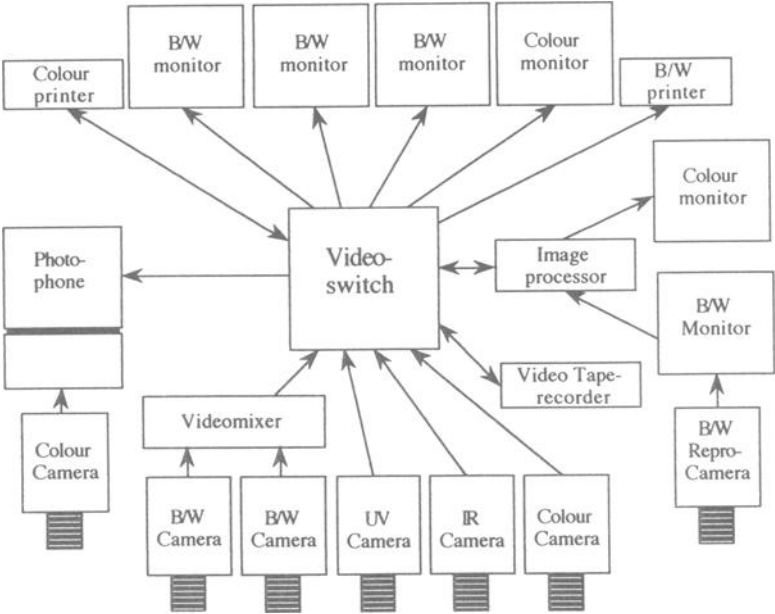 Colour
printer
B/W
monitor
B/W
monitor
B/W
monitor
Colour
monitor
B/W
printer
Colour
monitor
Photo-
phone
Video-
switch
Image
processor
B/W
Monitor
Video Tape-
recorder
Videomixer
Colour
Camera
B/W
Camera
B/W
Camera
UV
Camera
IR
Camera
Colour
Camera
B/W
Repro-
Camera